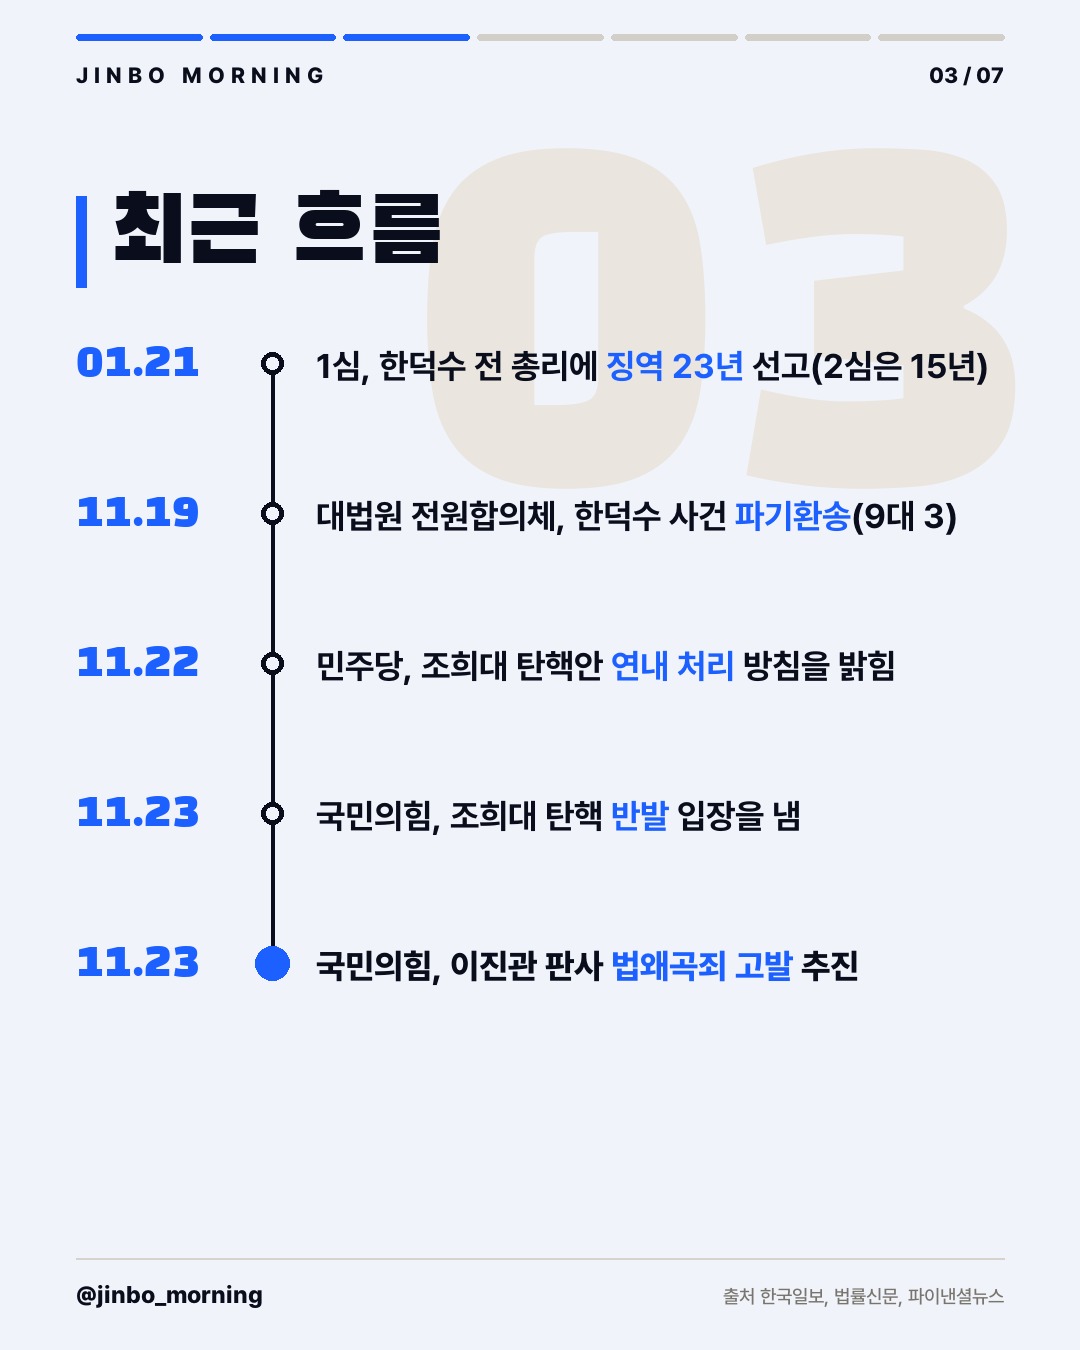 JINBO MORNING
03 / 07
03
최근 흐름
01.21 1심, 한덕수 전 총리에 징역 23년 선고(2심은 15년)
11.19 대법원 전원합의체, 한덕수 사건 파기환송(9대 3)
11.22 민주당, 조희대 탄핵안 연내 처리 방침을 밝힘
11.23 국민의힘, 조희대 탄핵 반발 입장을 냄
11.23 국민의힘, 이진관 판사 법왜곡죄 고발 추진
@jinbo_morning
출처 한국일보, 법률신문, 파이낸셜뉴스